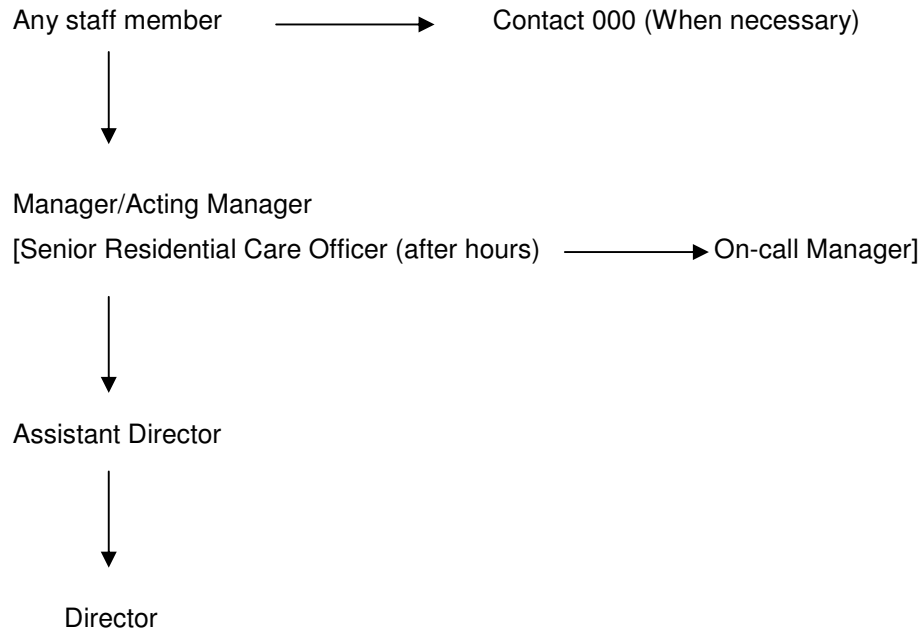 Any staff member Contact 000 (When necessary)
Manager/Acting Manager
[Senior Residential Care Officer (after hours) On-call Manager]
Assistant Director
Director